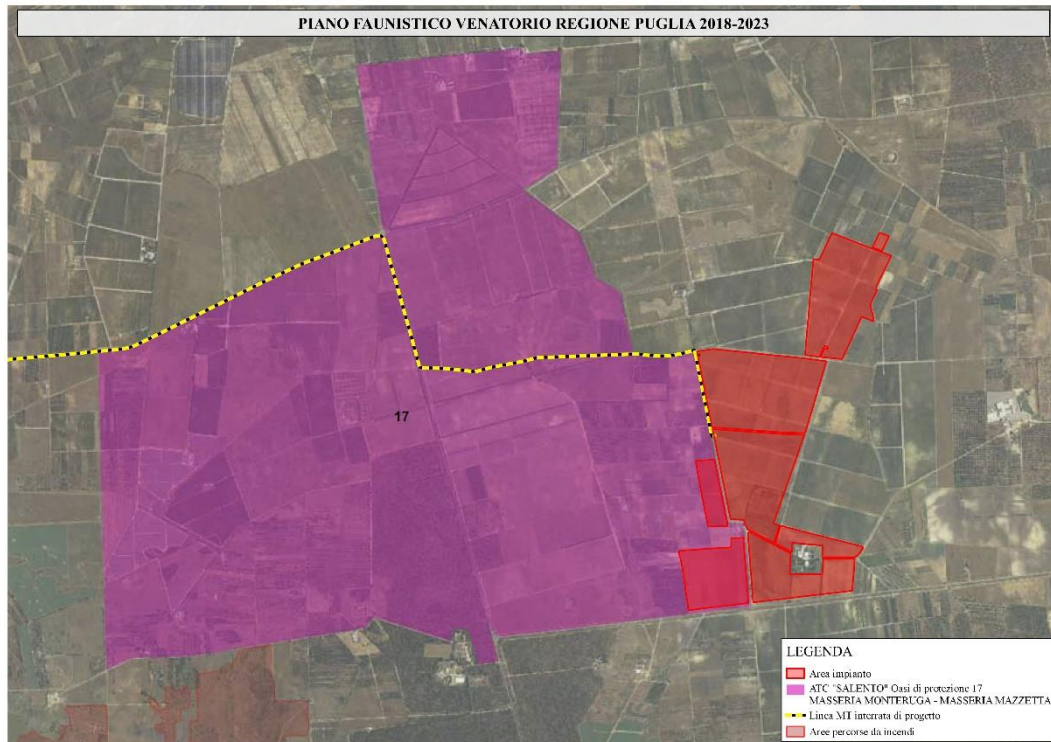 PIANO FAUNISTICO VENATORIO REGIONE PUGLIA 2018-2023
17
LEGENDA
Area impianto
ATC "SALENTO" Oasi di protezione 17
MASSERIA MONTERUGA - MASSERIA MAZZETTA
Linea MT interrata di progetto
Aree percorse da incendi